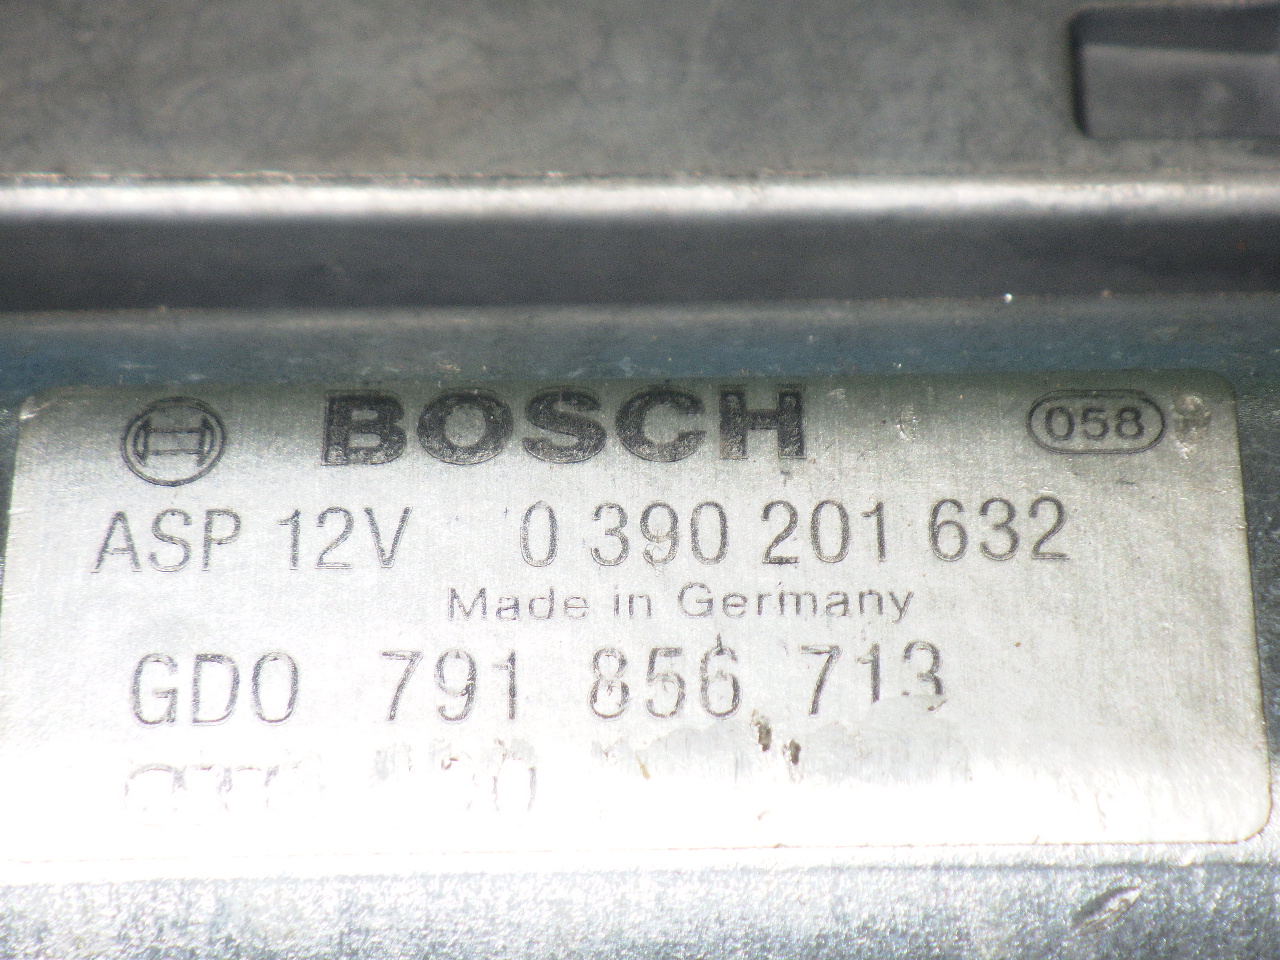 BOSCH 058
ASP 12V 0 390 201 632
Made in Germany
GD0 791 856 713